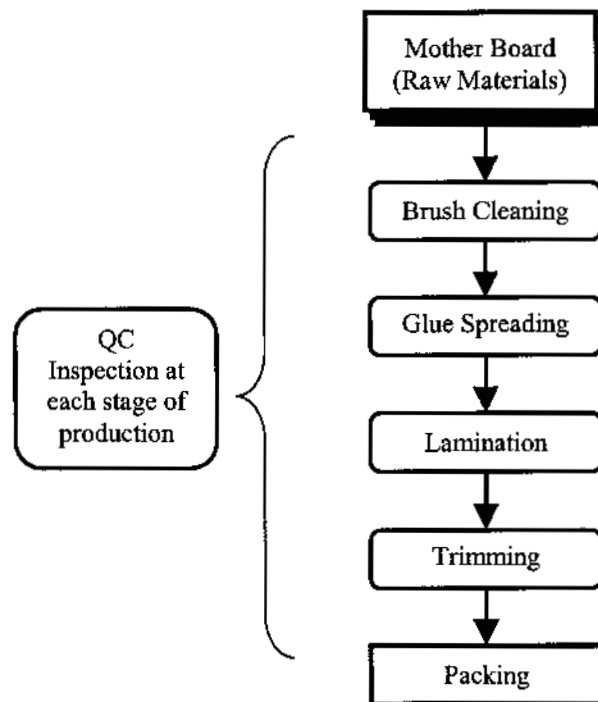 Mother Board
(Raw Materials)
Brush Cleaning
Glue Spreading
QC
Inspection at
each stage of
production
Lamination
Trimming
Packing